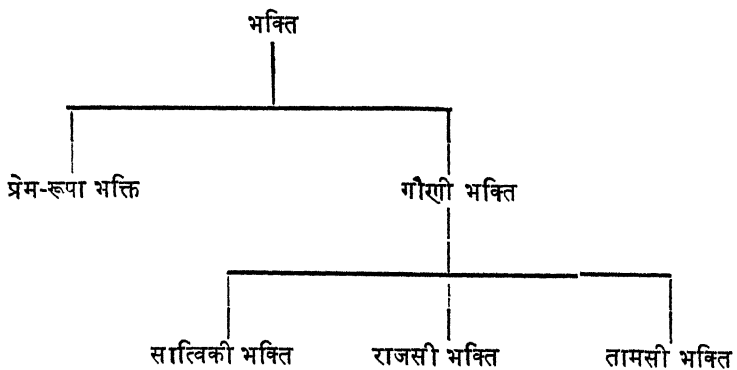 भक्ति
प्रेम-रूपा भक्ति गौणी भक्ति
सात्विकी भक्ति राजसी भक्ति तामसी भक्ति